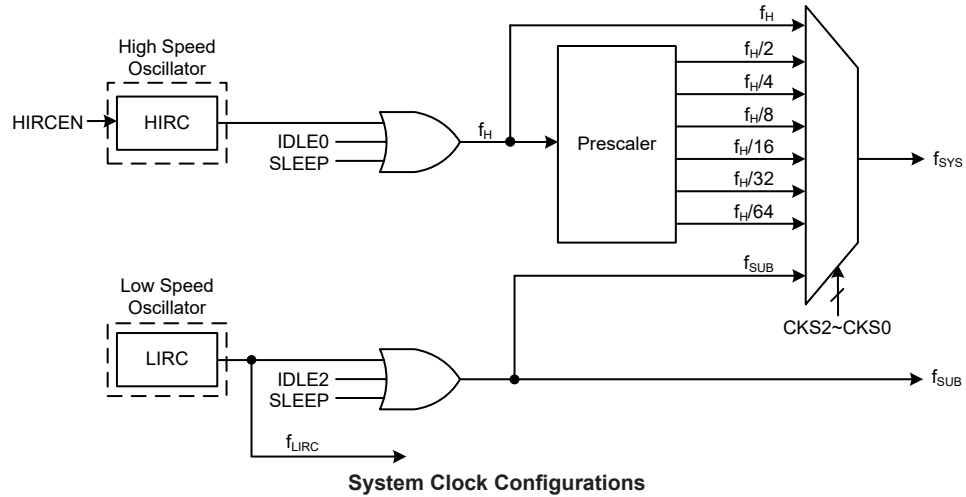 High Speed
Oscillator
HIRCEN
HIRC
IDLE0
SLEEP
fH
Prescaler
fH
fH/2
fH/4
fH/8
fH/16
fH/32
fH/64
fSUB
fSYS
CKS2~CKS0
Low Speed
Oscillator
LIRC
IDLE2
SLEEP
fLIRC
fSUB
System Clock Configurations